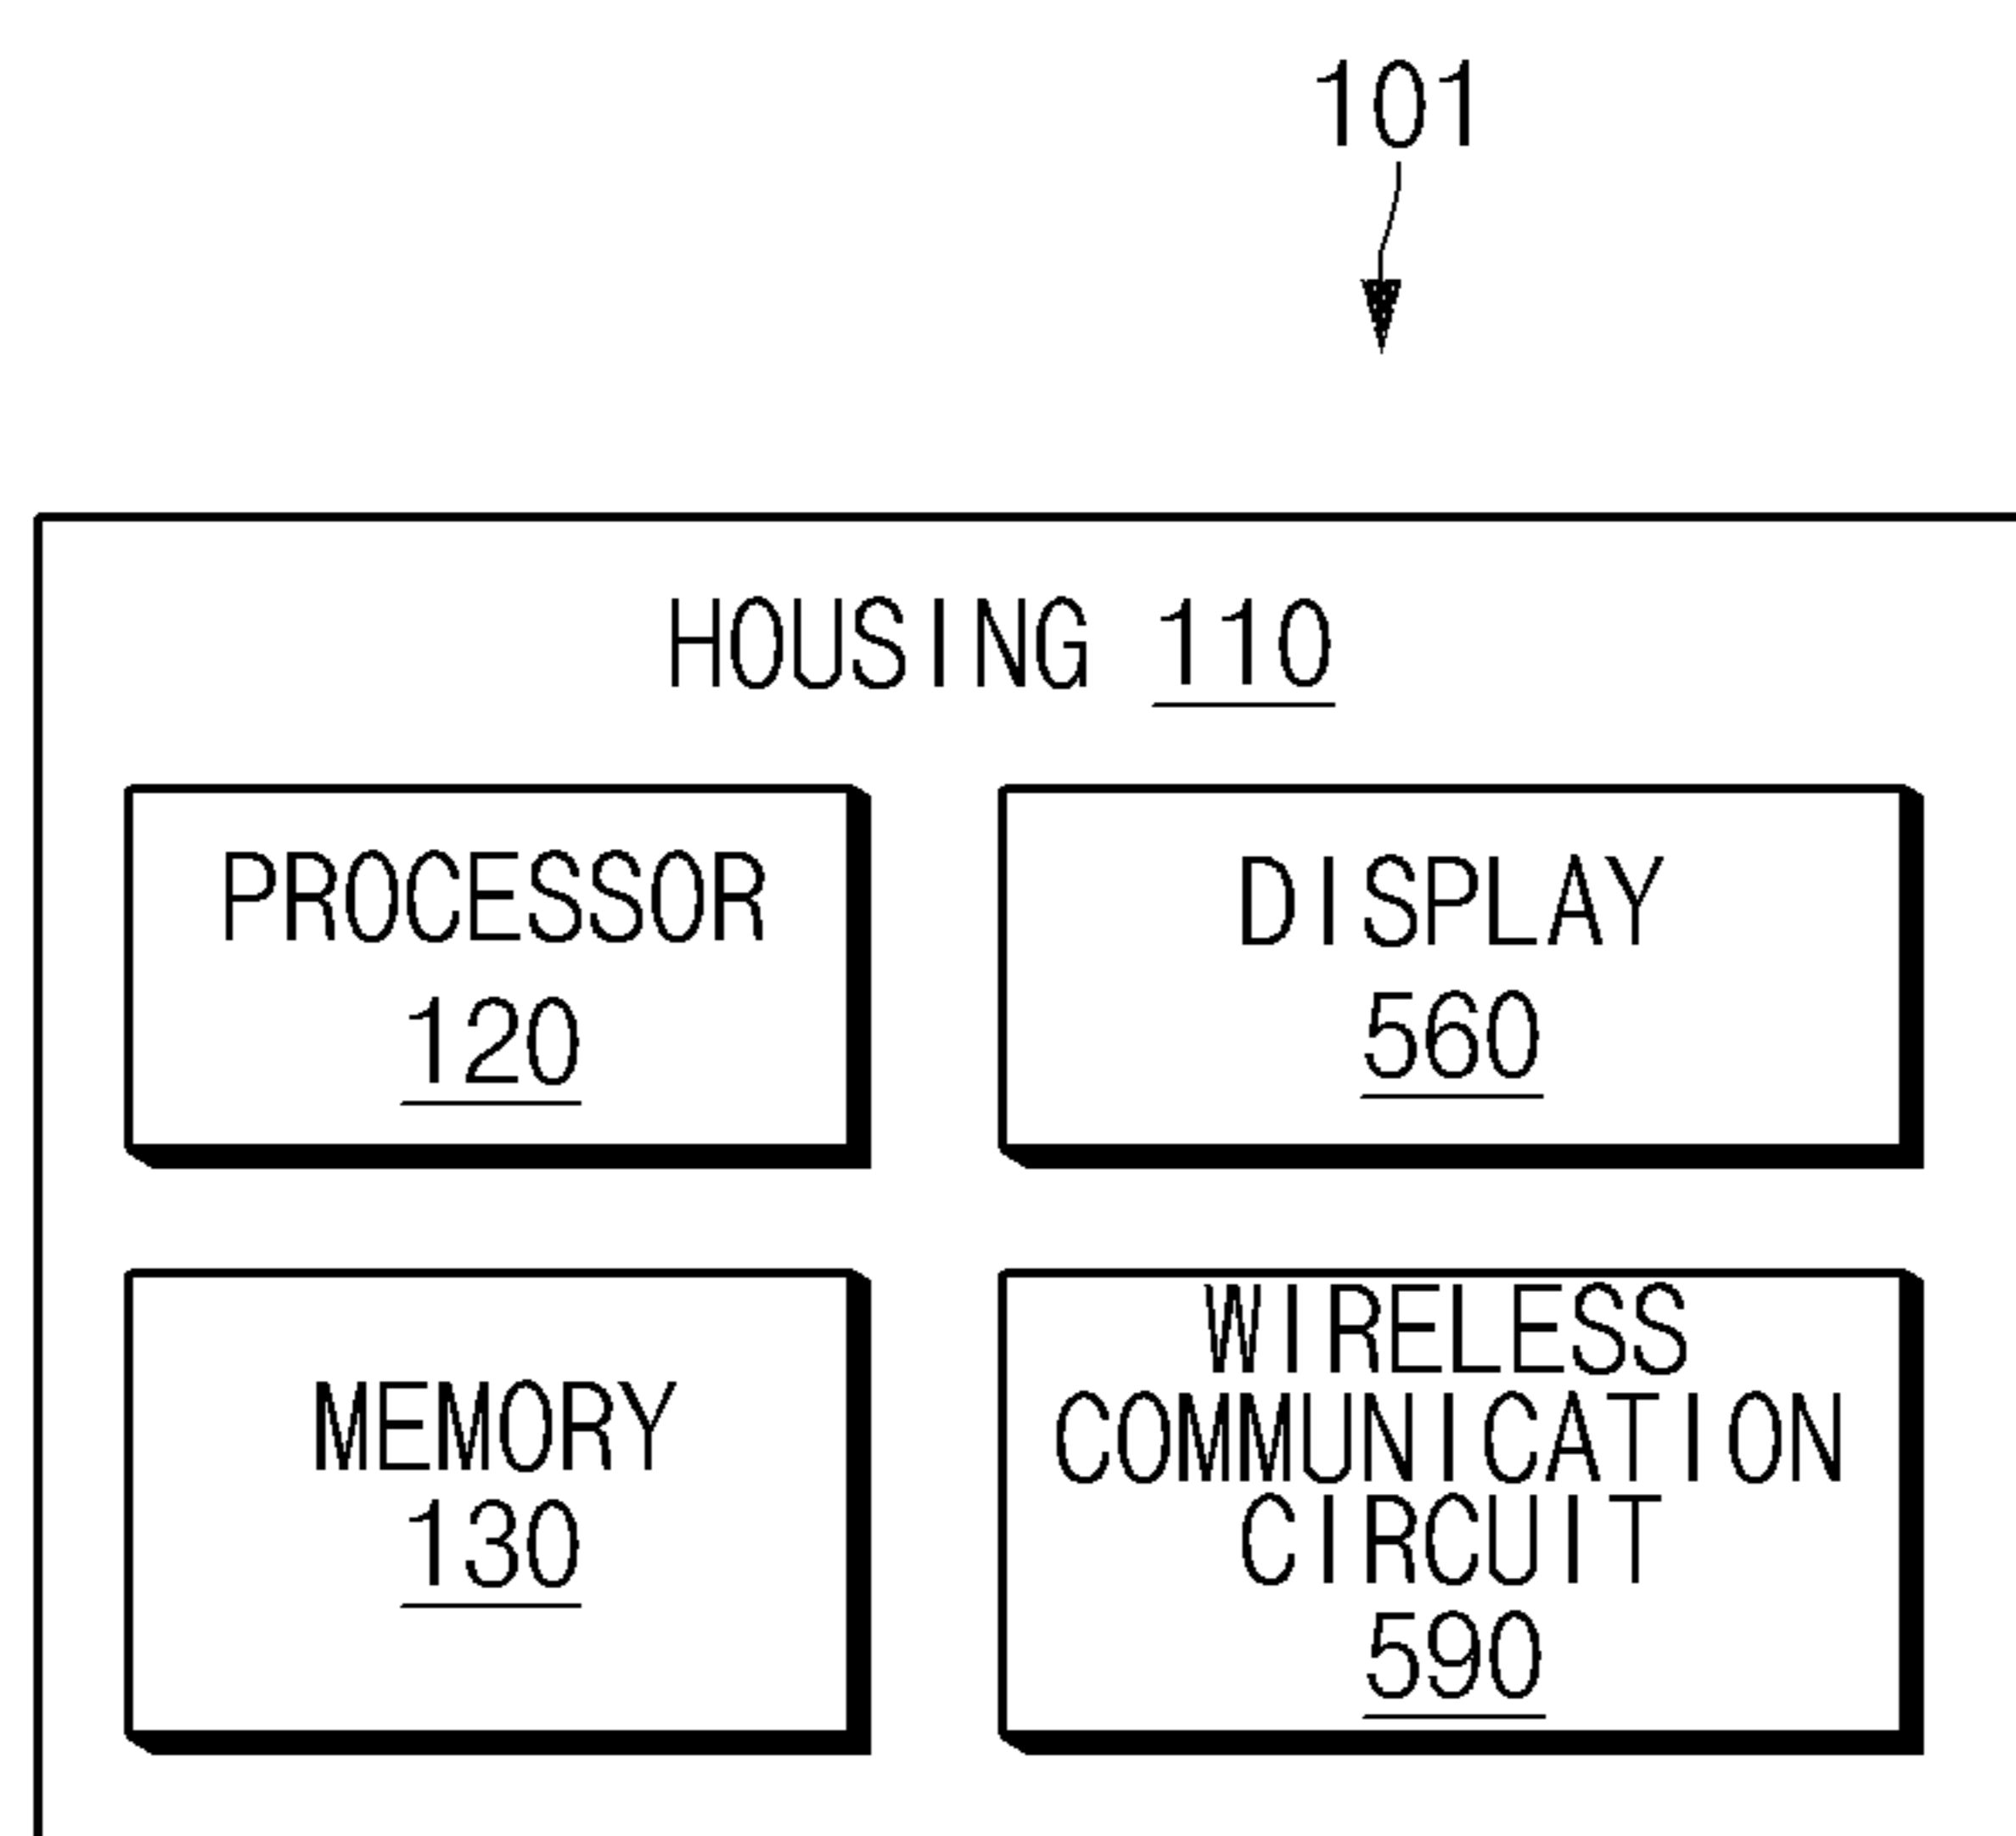 101
HOUSING 110
PROCESSOR
120
DISPLAY
560
MEMORY
130
WIRELESS
COMMUNICATION
CIRCUIT
590